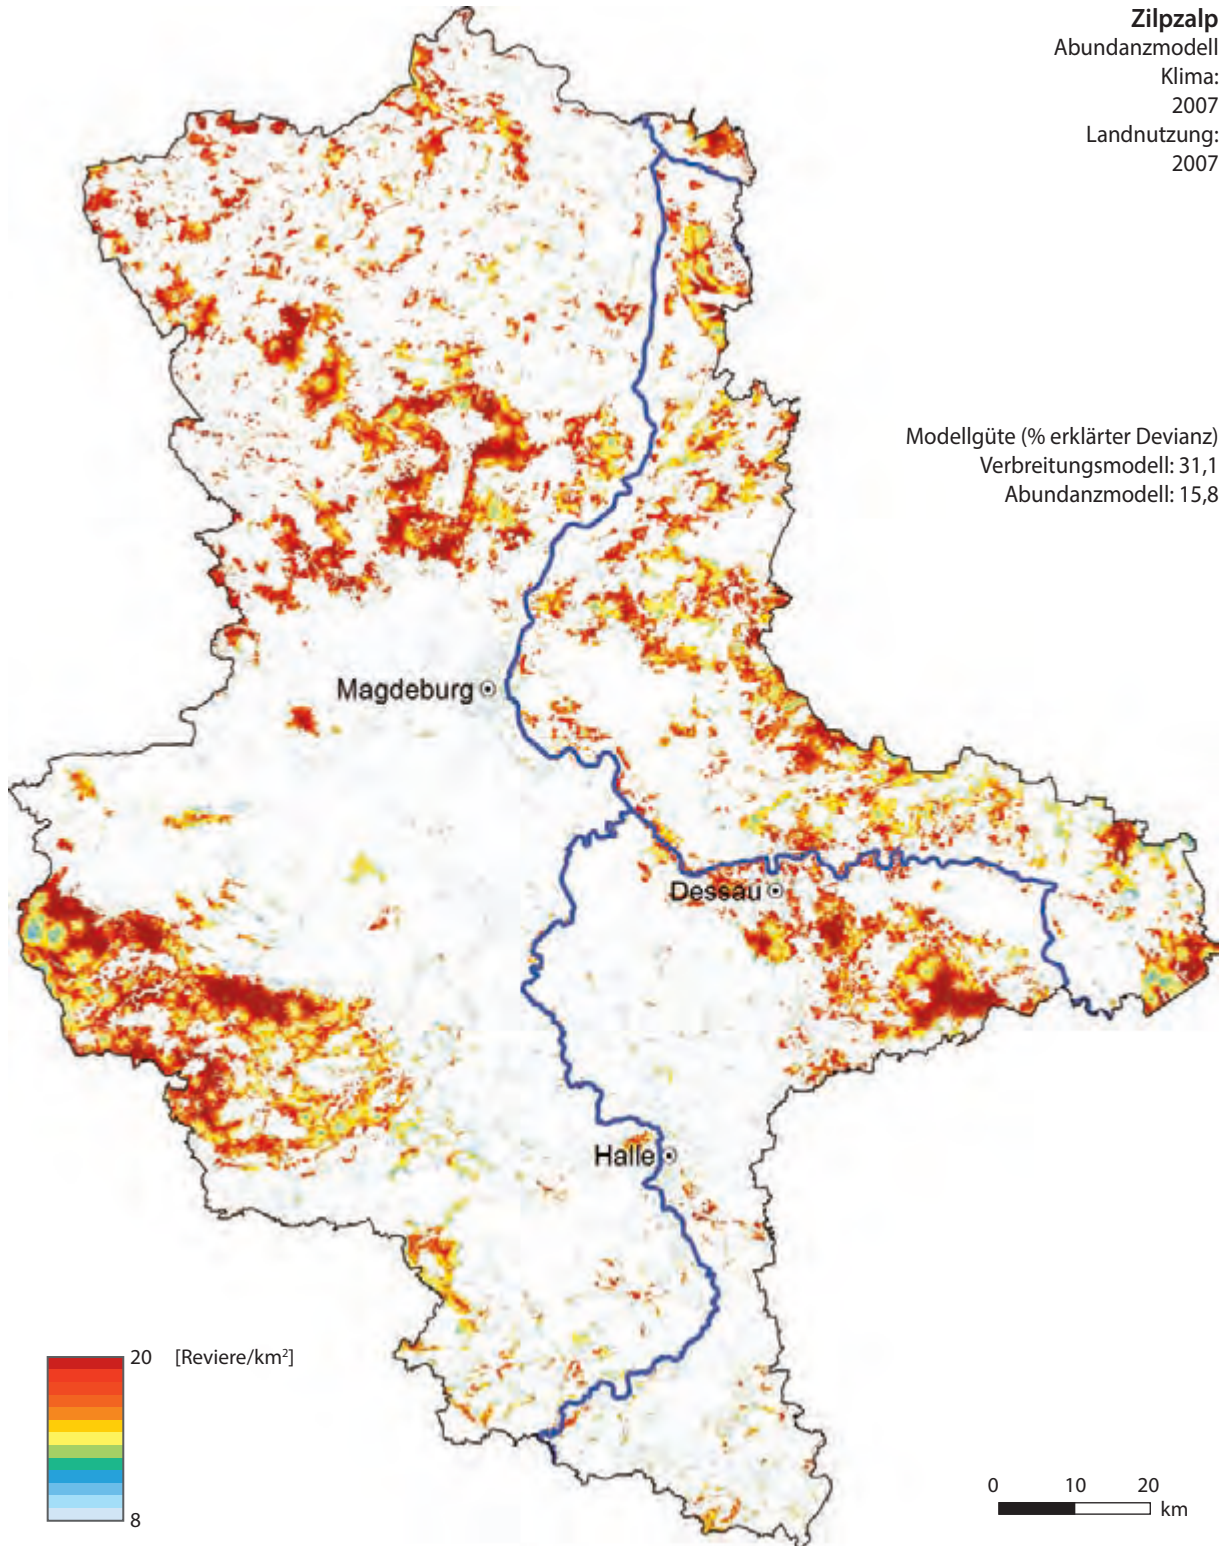 Zilpzalp
Abundanzmodell
Klima:
2007
Landnutzung:
2007
Modellgüte (% erklärter Devianz)
Verbreitungsmodell: 31,1
Abundanzmodell: 15,8
Magdeburg
Dessau
Halle
20 [Reviere/km²]
8
0 10 20
km